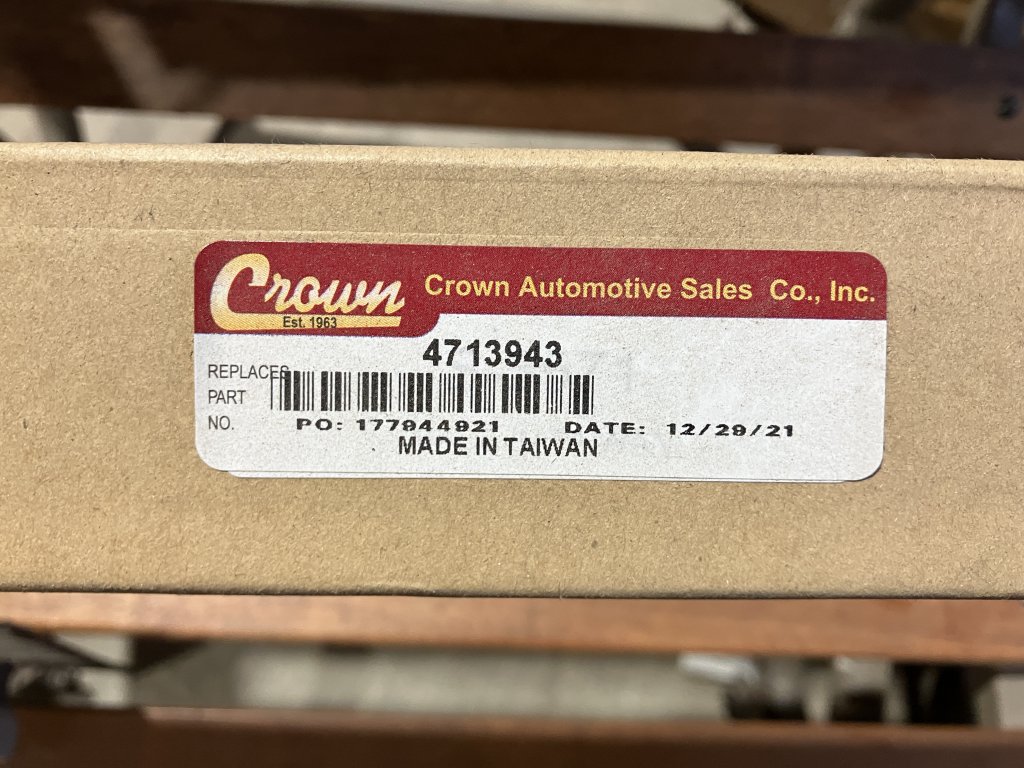 Crown
Est. 1963
Crown Automotive Sales Co., Inc.
4713943
REPLACES
PART
NO.
PO: 177944921 DATE: 12/29/21
MADE IN TAIWAN